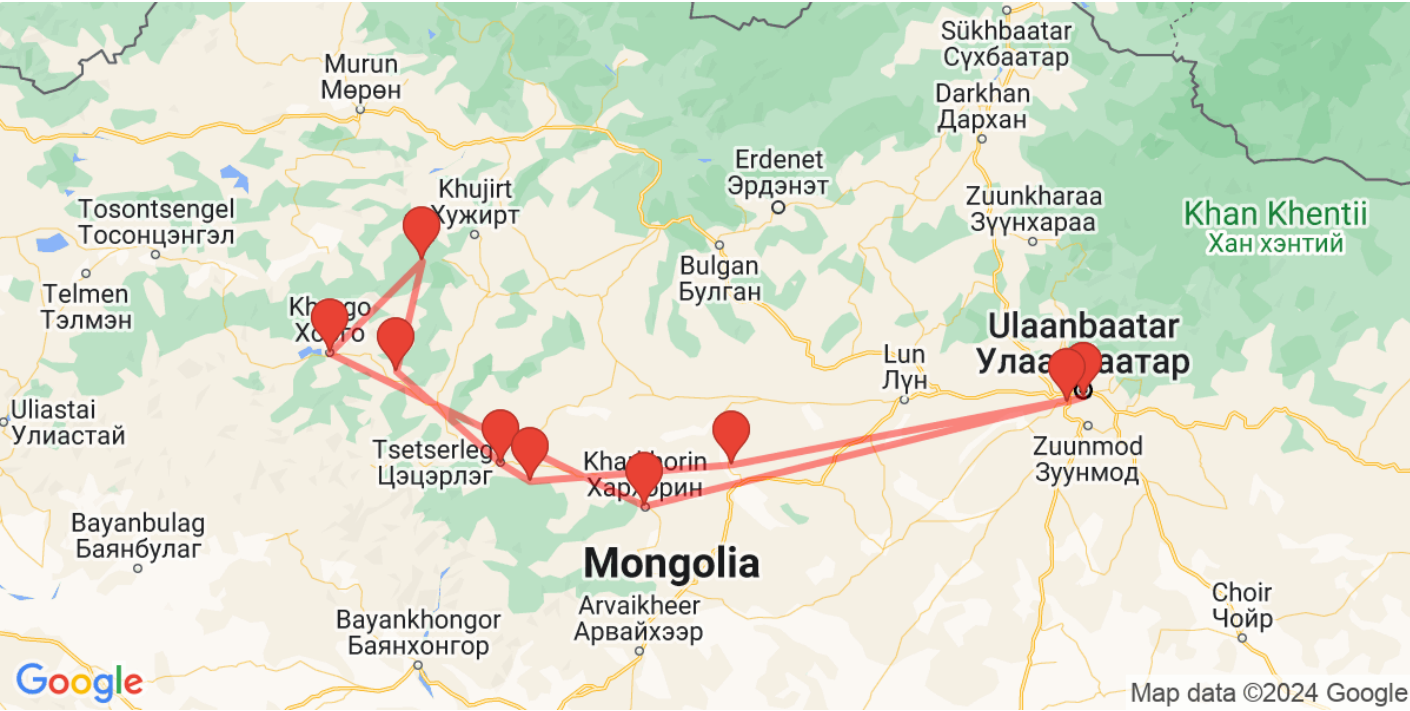 Sükhbaatar
Сүхбаатар
Murun
Мөрөн
Darkhan
Дархан
Erdenet
Эрдэнэт
Khujirt
Хужирт
Zuunkharaa
Зүүнхараа
Khan Khentii
Хан хэнтий
Tosontsengel
Тосонцэнгэл
Bulgan
Булган
Telmen
Тэлмэн
Ulaanbaatar
Lun
Лүн
Uliastai
Улиастай
Tsetserleg
Цэцэрлэг
Zuunmod
Зуунмод
Bayanbulag
Баянбулаг
Mongolia
Choir
Чойр
Arvaikheer
Арвайхээр
Bayankhongor
Баянхонгор
Google
Map data ©2024 Google